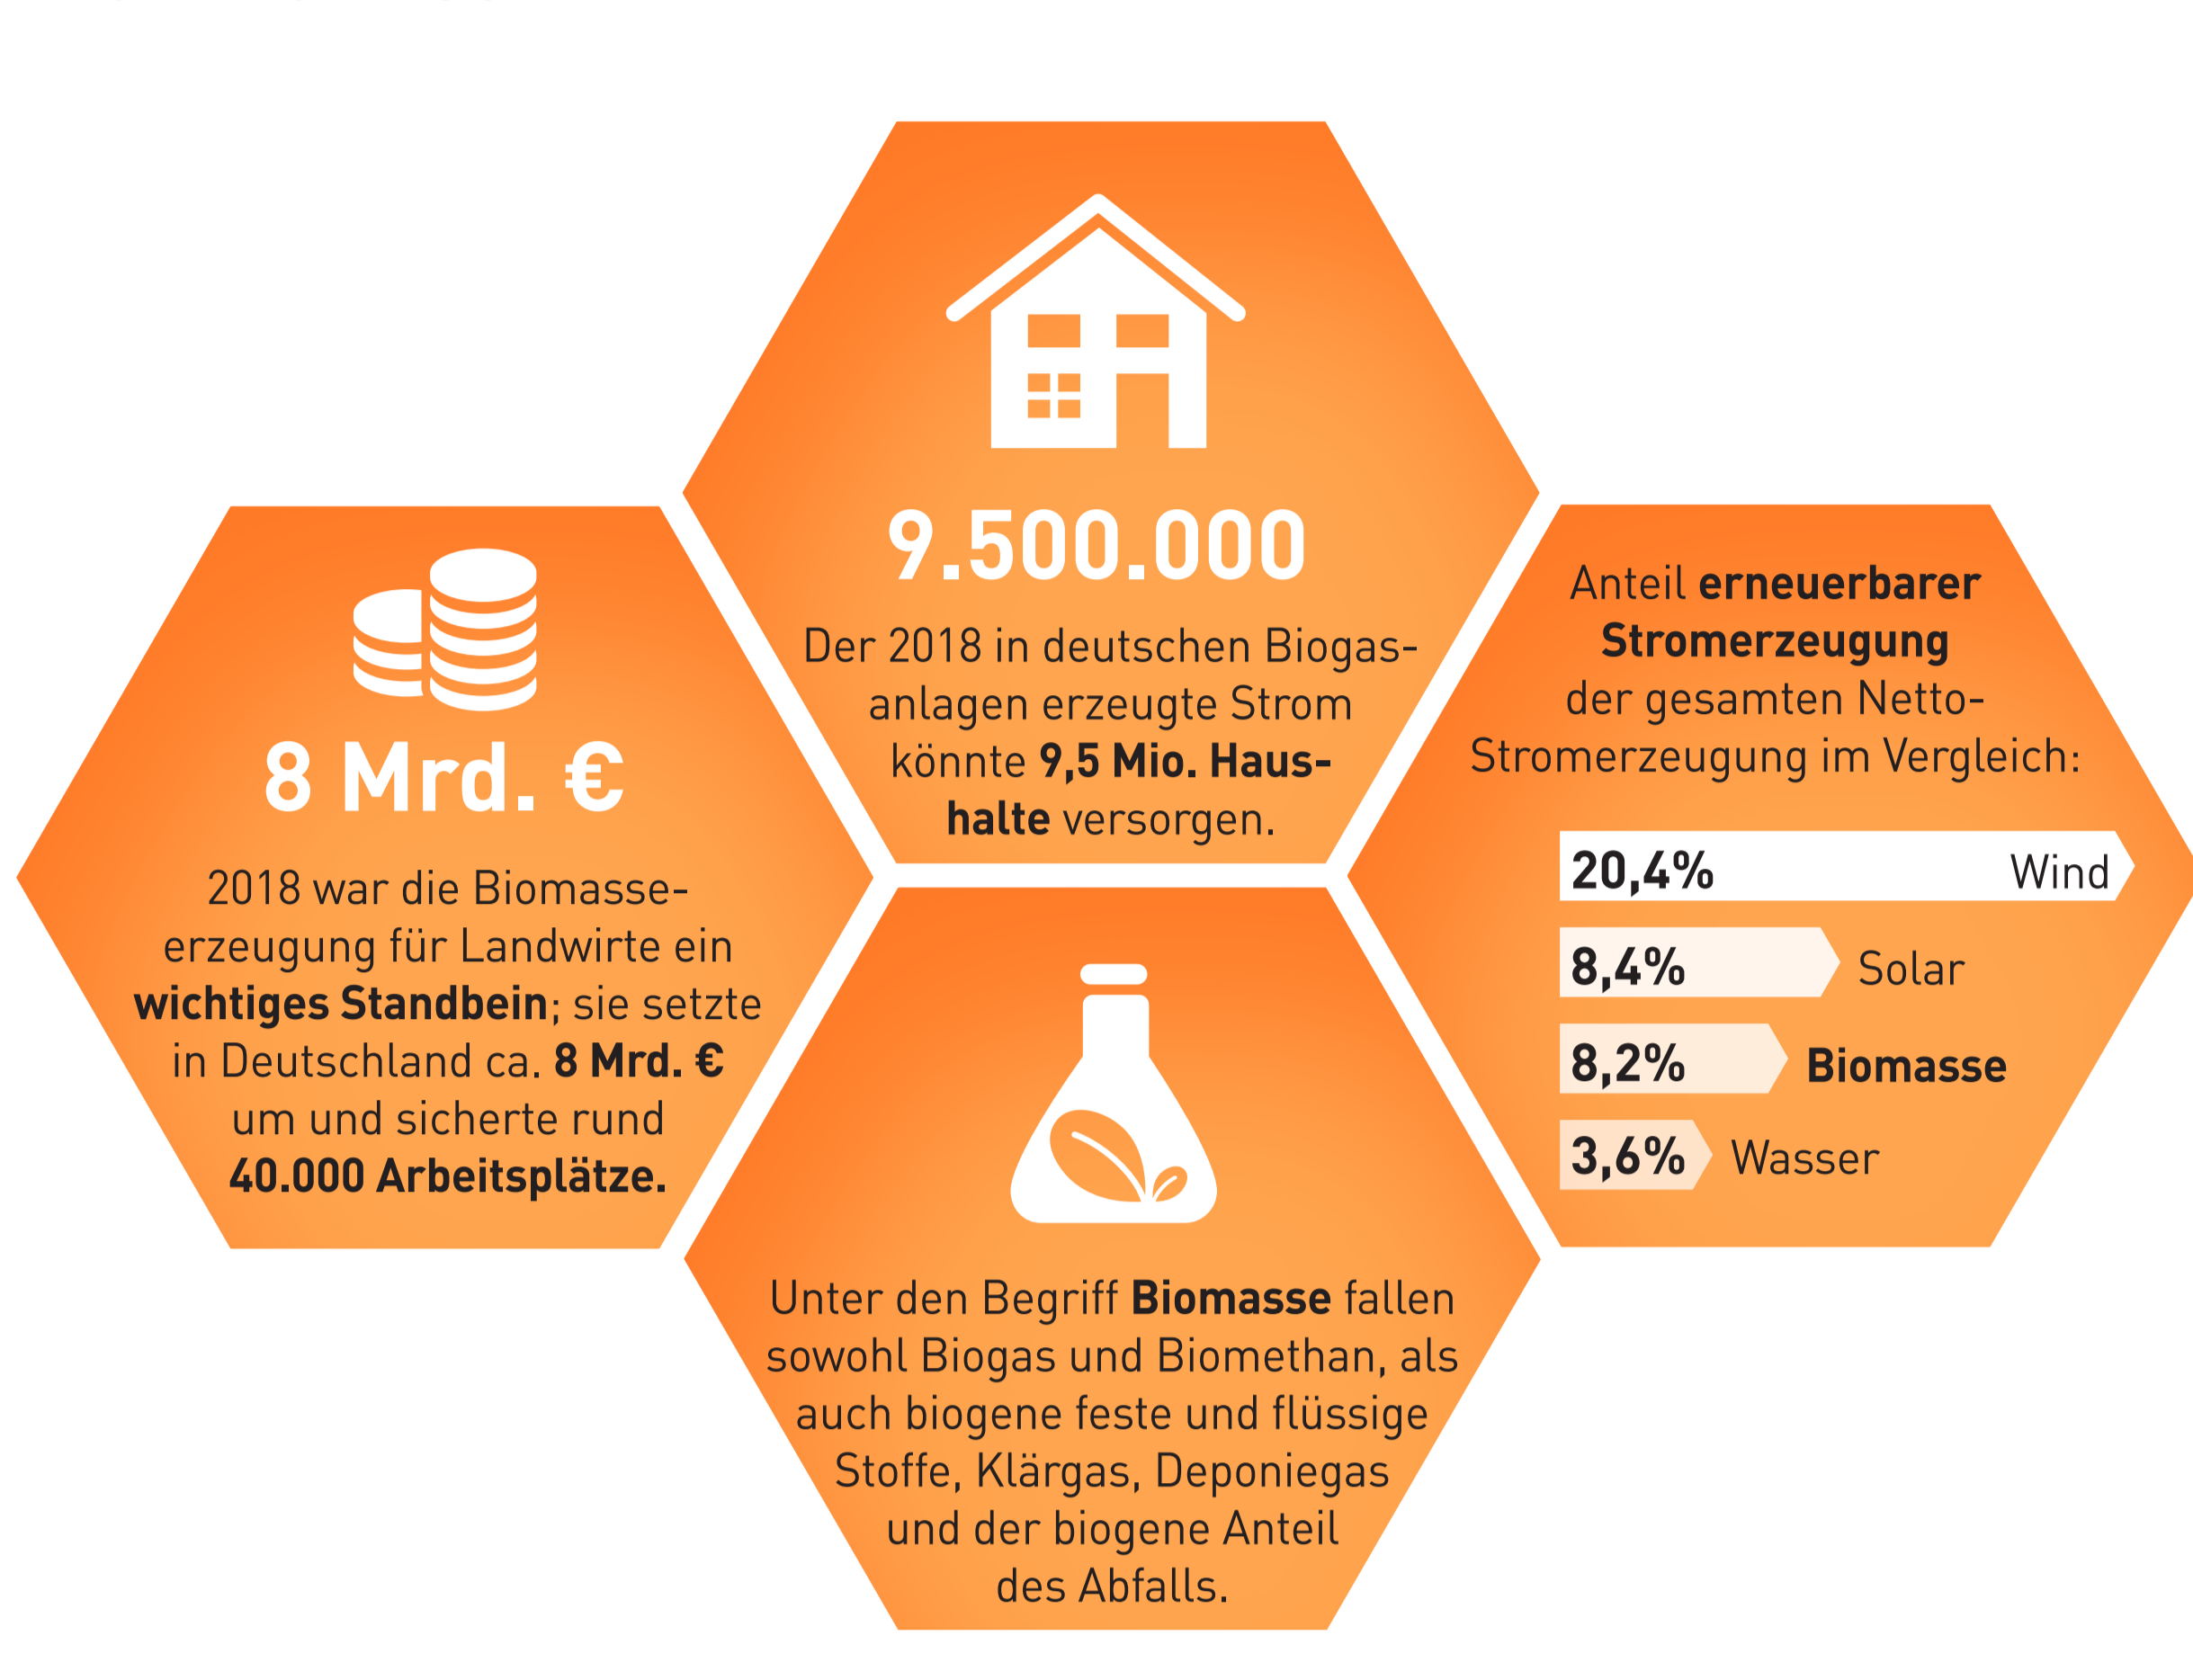 9.500.000
Der 2018 in deutschen Biogas-
anlagen erzeugte Strom
könnte 9,5 Mio. Haus-
halte versorgen.
8 Mrd. €
2018 war die Biomasse-
erzeugung für Landwirte ein
wichtiges Standbein; sie setzte
in Deutschland ca. 8 Mrd. €
um und sicherte rund
40.000 Arbeitsplätze.
Anteil erneuerbarer
Stromerzeugung
der gesamten Netto-
Stromerzeugung im Vergleich:
20,4% Wind
8,4% Solar
8,2% Biomasse
3,6% Wasser
Unter den Begriff Biomasse fallen
sowohl Biogas und Biomethan, als
auch biogene feste und flüssige
Stoffe, Klärgas, Deponiegas
und der biogene Anteil
des Abfalls.